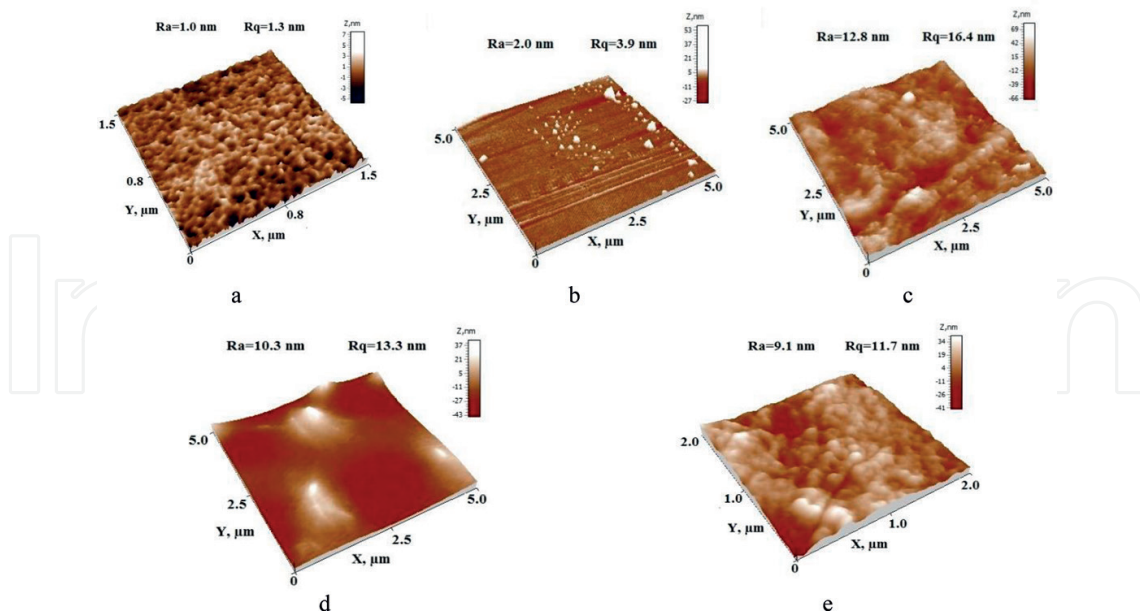 Ra=1.0 nm Rq=1.3 nm
Z,nm
7
5
3
1
-1
-3
-5
1.5
0.8
Y, μm
0
X, μm
0.8
1.5
a
Ra=2.0 nm Rq=3.9 nm
Z,nm
53
37
21
5
-11
-27
5.0
2.5
Y, μm
0
X, μm
2.5
5.0
b
Ra=12.8 nm Rq=16.4 nm
Z,nm
69
42
15
-12
-39
-66
5.0
2.5
Y, μm
0
X, μm
2.5
5.0
c
Ra=10.3 nm Rq=13.3 nm
Z,nm
37
21
5
-11
-27
-43
5.0
2.5
Y, μm
0
X, μm
2.5
5.0
d
Ra=9.1 nm Rq=11.7 nm
Z,nm
34
19
4
-11
-26
-41
2.0
1.0
Y, μm
0
X, μm
1.0
2.0
e